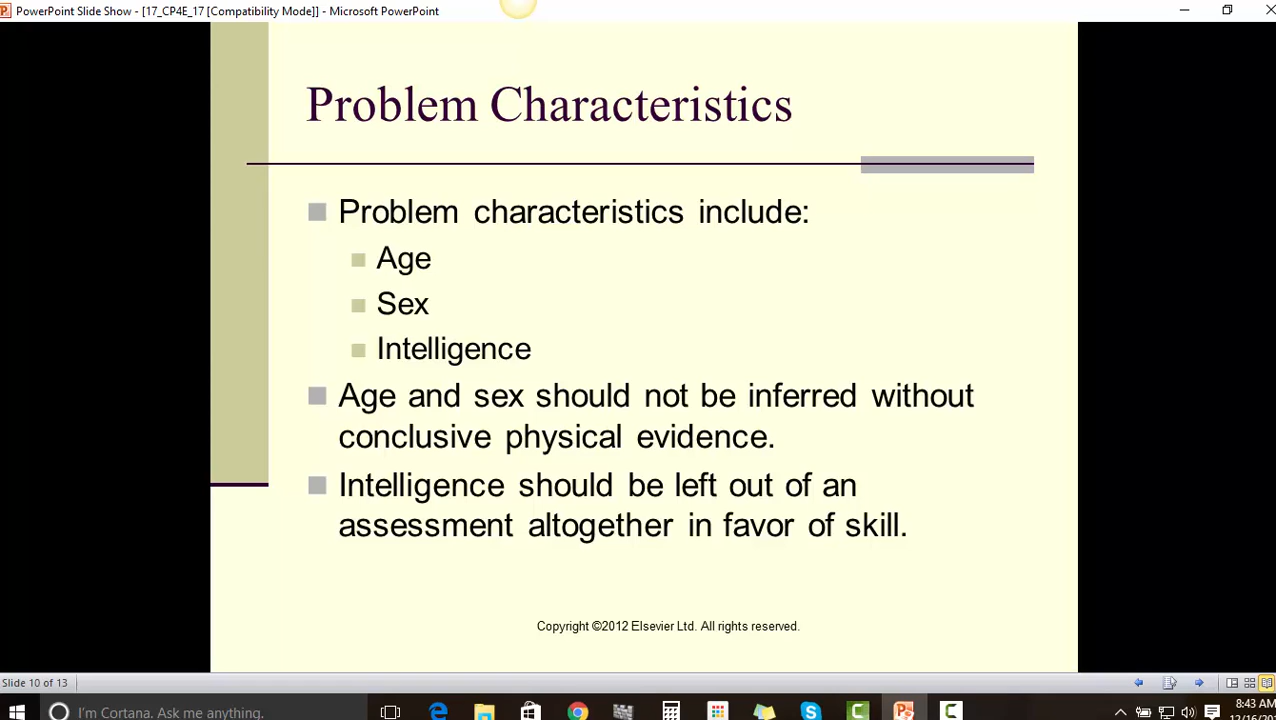 PowerPoint Slide Show - [17_CP4E_17 [Compatibility Mode]] - Microsoft PowerPoint
Problem Characteristics
Problem characteristics include:
Age
Sex
Intelligence
Age and sex should not be inferred without
conclusive physical evidence.
Intelligence should be left out of an
assessment altogether in favor of skill.
Copyright ©2012 Elsevier Ltd. All rights reserved.
Slide 10 of 13
I'm Cortana. Ask me anything.
8:43 AM